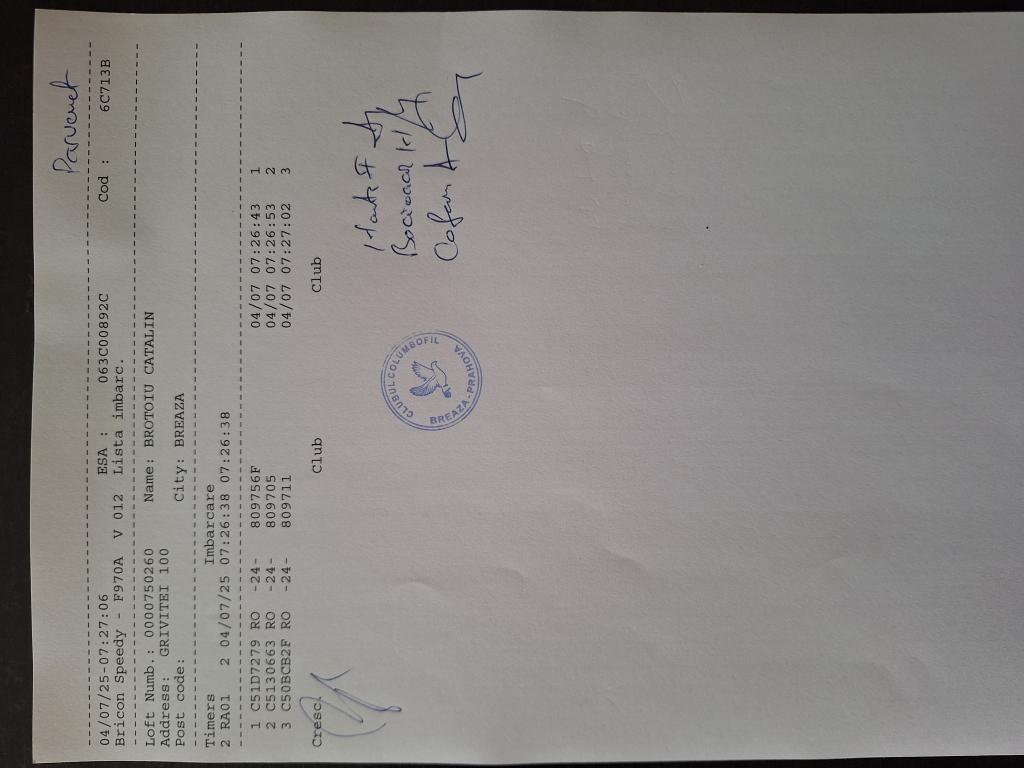 Parvenet
04/07/25-07:27:06 ESA : 063C00892C Cod : 6C713B
Bricon Speedy - F970A V 012 Lista imbarc.
Loft Numb.: 0000750260 Name: BROTOIU CATALIN
Address: GRIVITEI 100
Post code: City: BREAZA
Timers Imbarcare
2 RA01 2 04/07/25 07:26:38 07:26:38
1 C51D7279 RO -24- 809756F 04/07 07:26:43 1
2 C5130663 RO -24- 809705 04/07 07:26:53 2
3 C50BCB2F RO -24- 809711 04/07 07:27:02 3
Cresc. Club Club
CLUBUL COLUMBOFIL
BREAZA-PRAHOVA